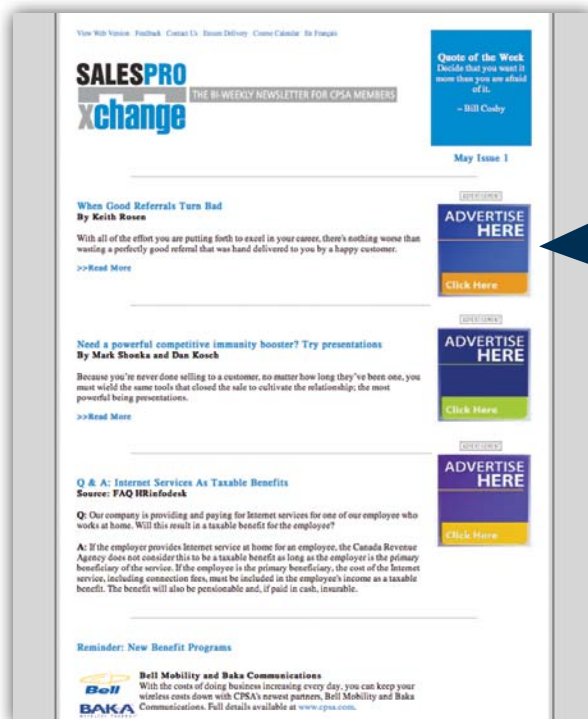 View Web Version Feedback Contact Us Ensure Delivery Course Calendar En Français
SALESPRO
xchange
THE BI-WEEKLY NEWSLETTER FOR CPSA MEMBERS
Quote of the Week
Decide that you want it
more than you are afraid
of it.
~ Bill Cosby
May Issue 1
When Good Referrals Turn Bad
By Keith Rosen
With all of the effort you are putting forth to excel in your career, there's nothing worse than
wasting a perfectly good referral that was hand delivered to you by a happy customer.
>>Read More
ADVERTISEMENT
ADVERTISE
HERE
Click Here
Need a powerful competitive immunity booster? Try presentations
By Mark Shonka and Dan Kosch
Because you're never done selling to a customer, no matter how long they've been one, you
must wield the same tools that closed the sale to cultivate the relationship; the most
powerful being presentations.
>>Read More
ADVERTISEMENT
ADVERTISE
HERE
Click Here
Q & A: Internet Services As Taxable Benefits
Source: FAQ HRinfodesk
Q: Our company is providing and paying for Internet services for one of our employee who
works at home. Will this result in a taxable benefit for the employee?
A: If the employer provides Internet service at home for an employee, the Canada Revenue
Agency does not consider this to be a taxable benefit as long as the employer is the primary
beneficiary of the service. If the employee is the primary beneficiary, the cost of the Internet
service, including connection fees, must be included in the employee's income as a taxable
benefit. The benefit will also be pensionable and, if paid in cash, insurable.
ADVERTISEMENT
ADVERTISE
HERE
Click Here
Reminder: New Benefit Programs
Bell
BAKA
Bell Mobility and Baka Communications
With the costs of doing business increasing every day, you can keep your
wireless costs down with CPSA's newest partners, Bell Mobility and Baka
Communications. Full details available at www.cpsa.com.